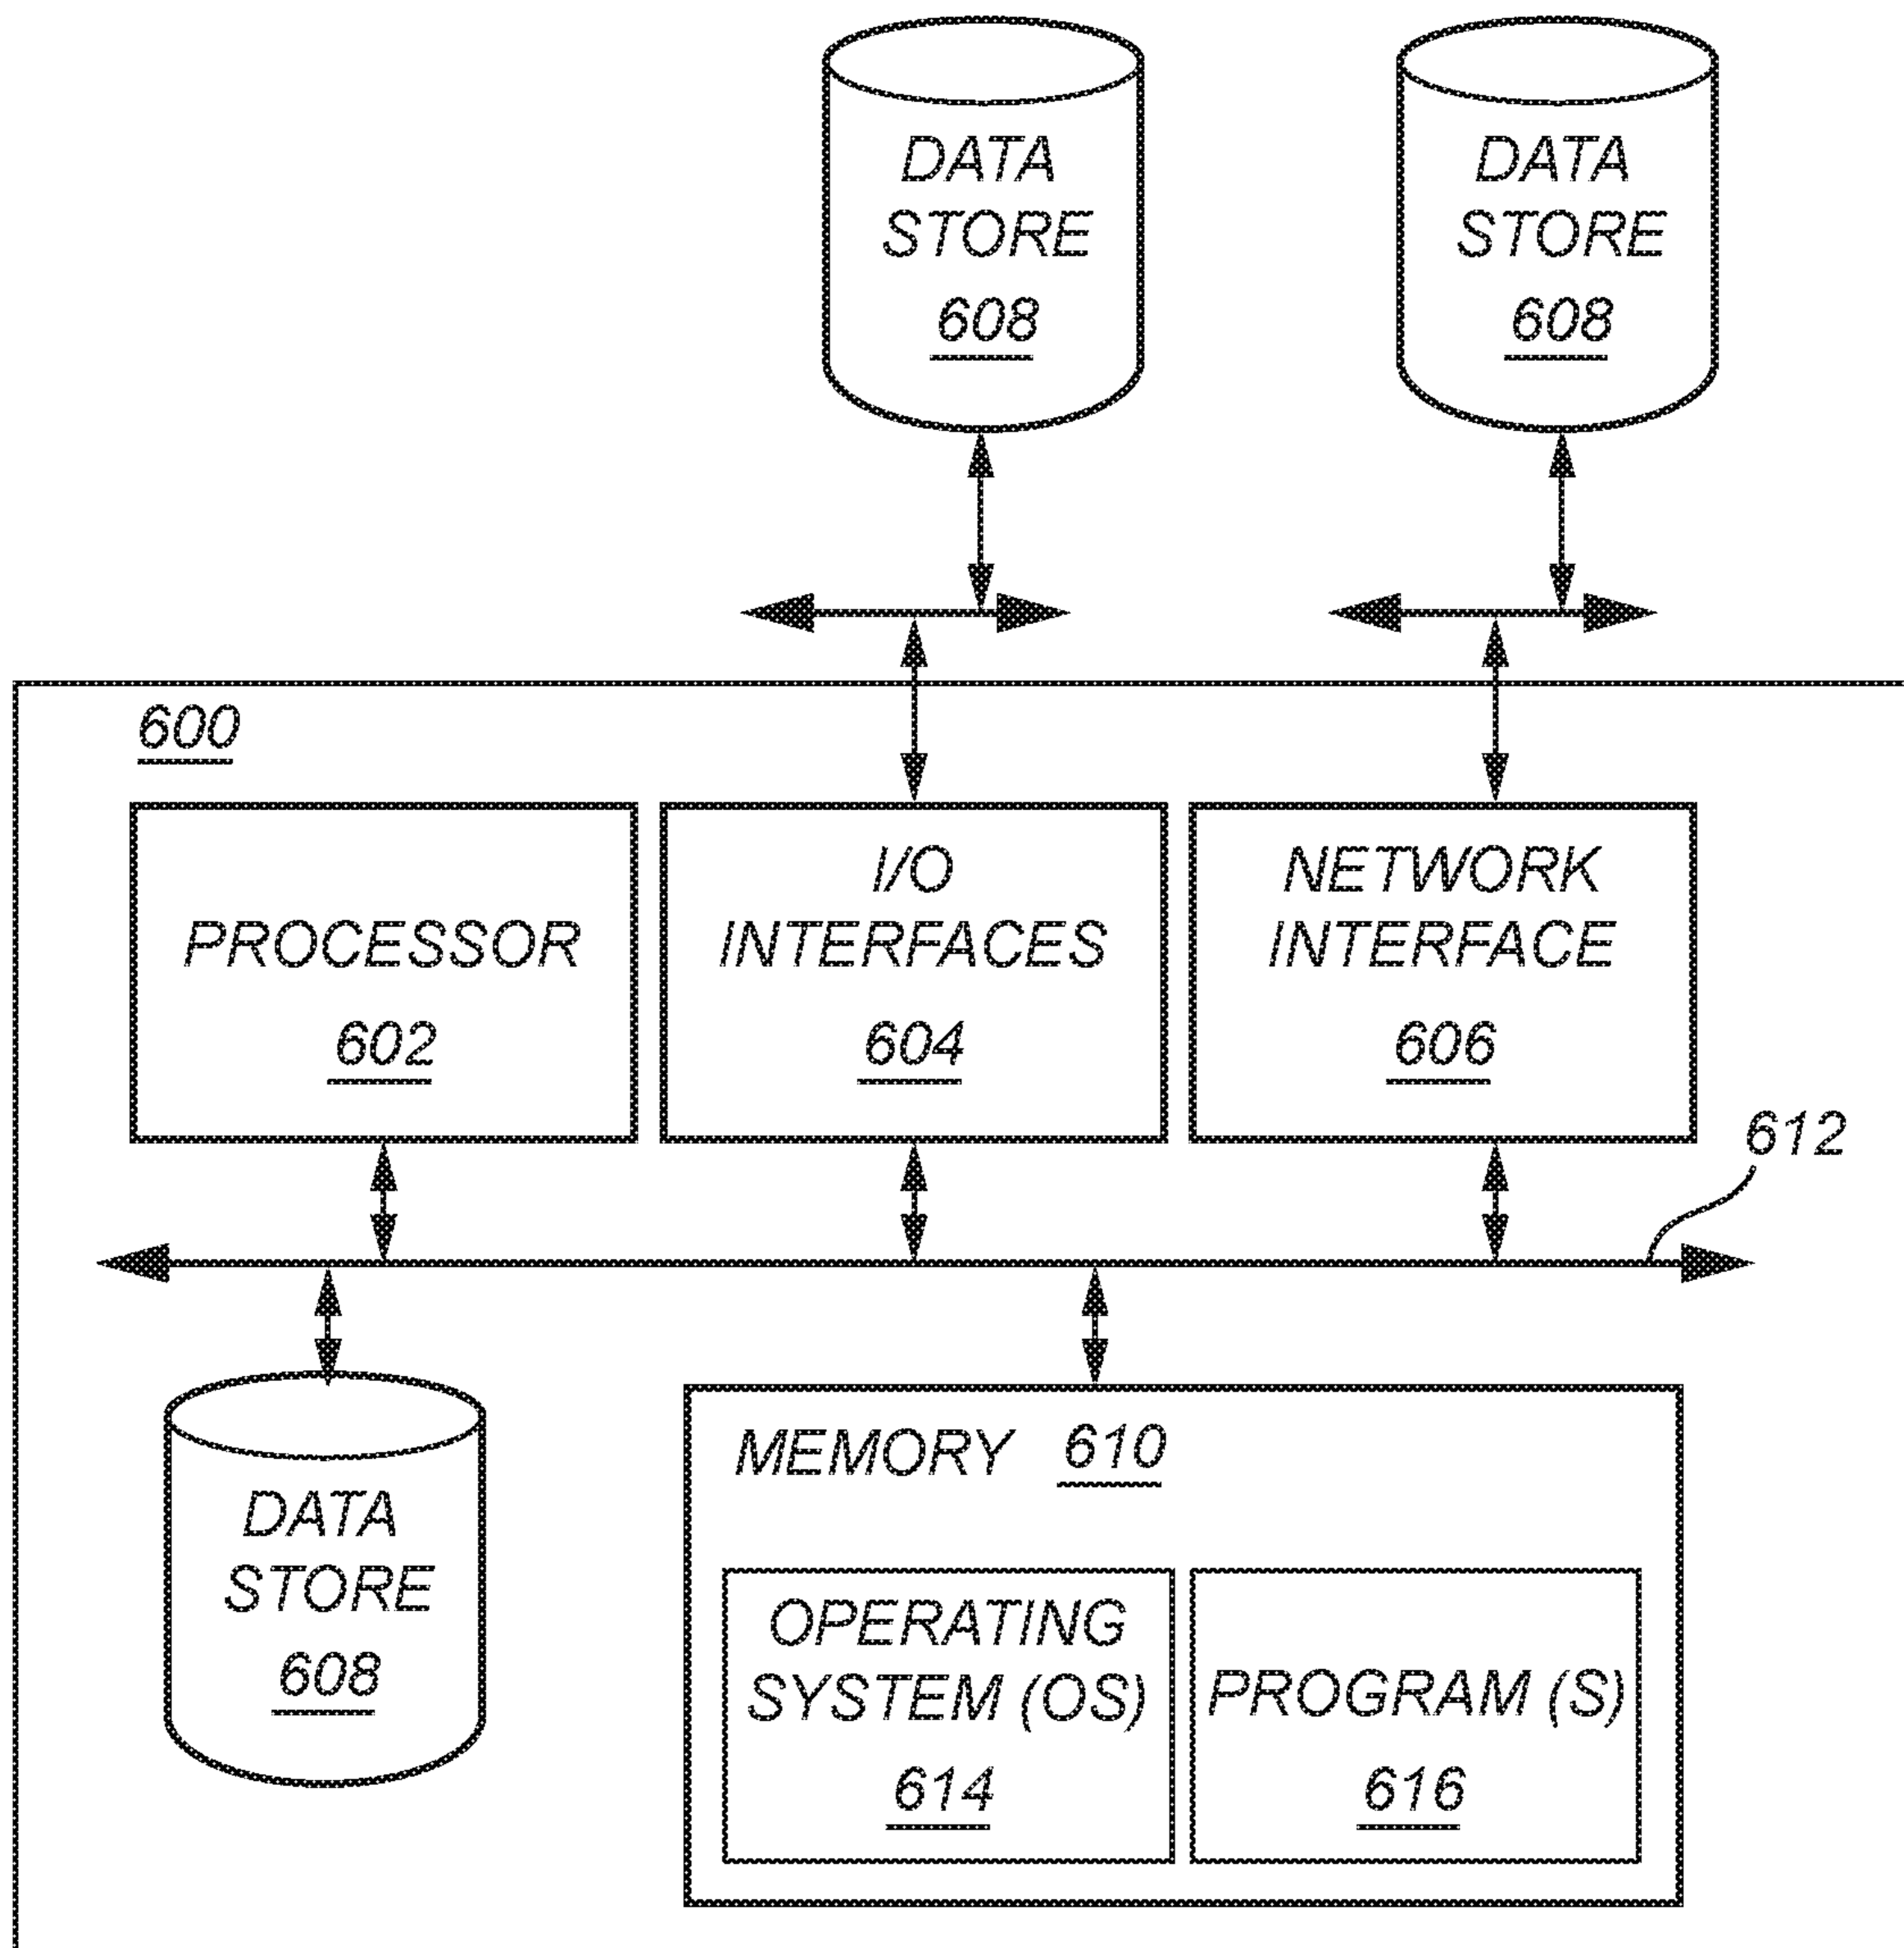 DATA
STORE
608
DATA
STORE
608
600
PROCESSOR
602
I/O
INTERFACES
604
NETWORK
INTERFACE
606
612
DATA
STORE
608
MEMORY 610
OPERATING
SYSTEM (OS)
614
PROGRAM (S)
616